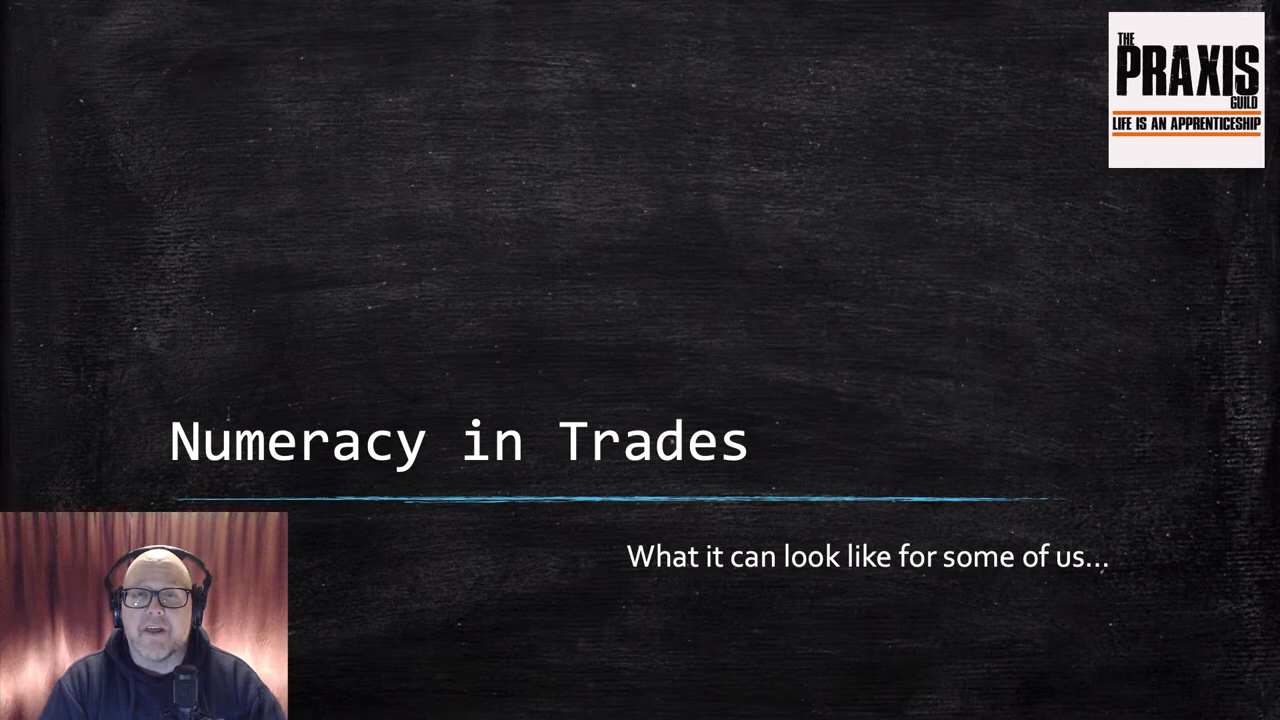 THE
PRAXIS
GUILD
LIFE IS AN APPRENTICESHIP
Numeracy in Trades
What it can look like for some of us...